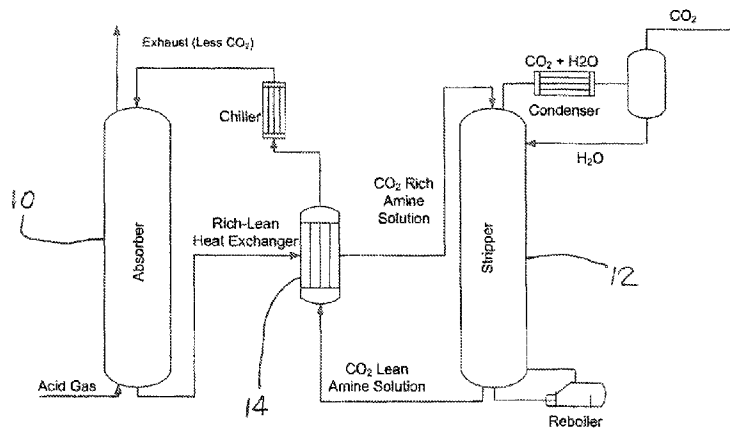 CO₂
Exhaust (Less CO₂)
CO₂ + H2O
Condenser
Chiller
H₂O
CO₂ Rich
Amine
Solution
10
Absorber
Rich-Lean
Heat Exchanger
Stripper
12
CO₂ Lean
Amine Solution
Acid Gas
14
Reboiler